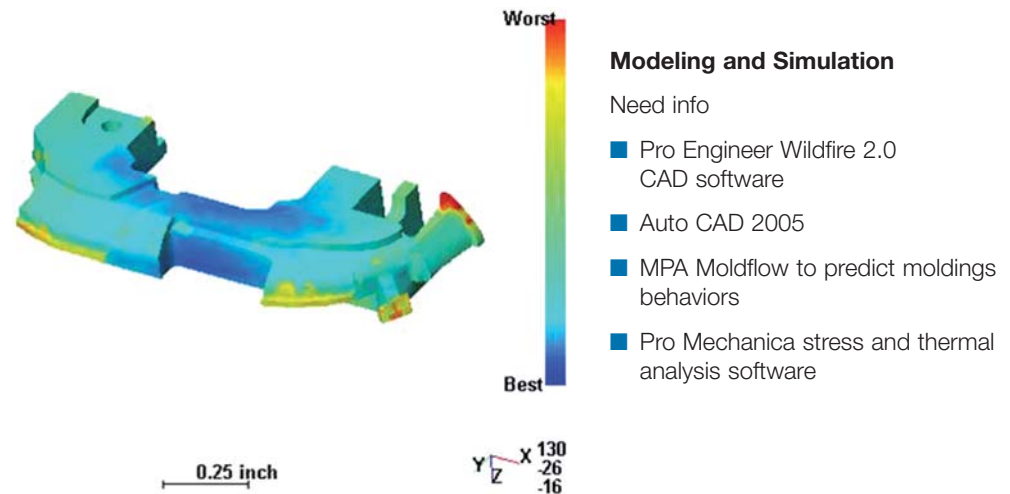 Worst
Best
0.25 inch
Y
X
Z
130
-26
-16
Modeling and Simulation
Need info
Pro Engineer Wildfire 2.0
CAD software
Auto CAD 2005
MPA Moldflow to predict moldings
behaviors
Pro Mechanica stress and thermal
analysis software